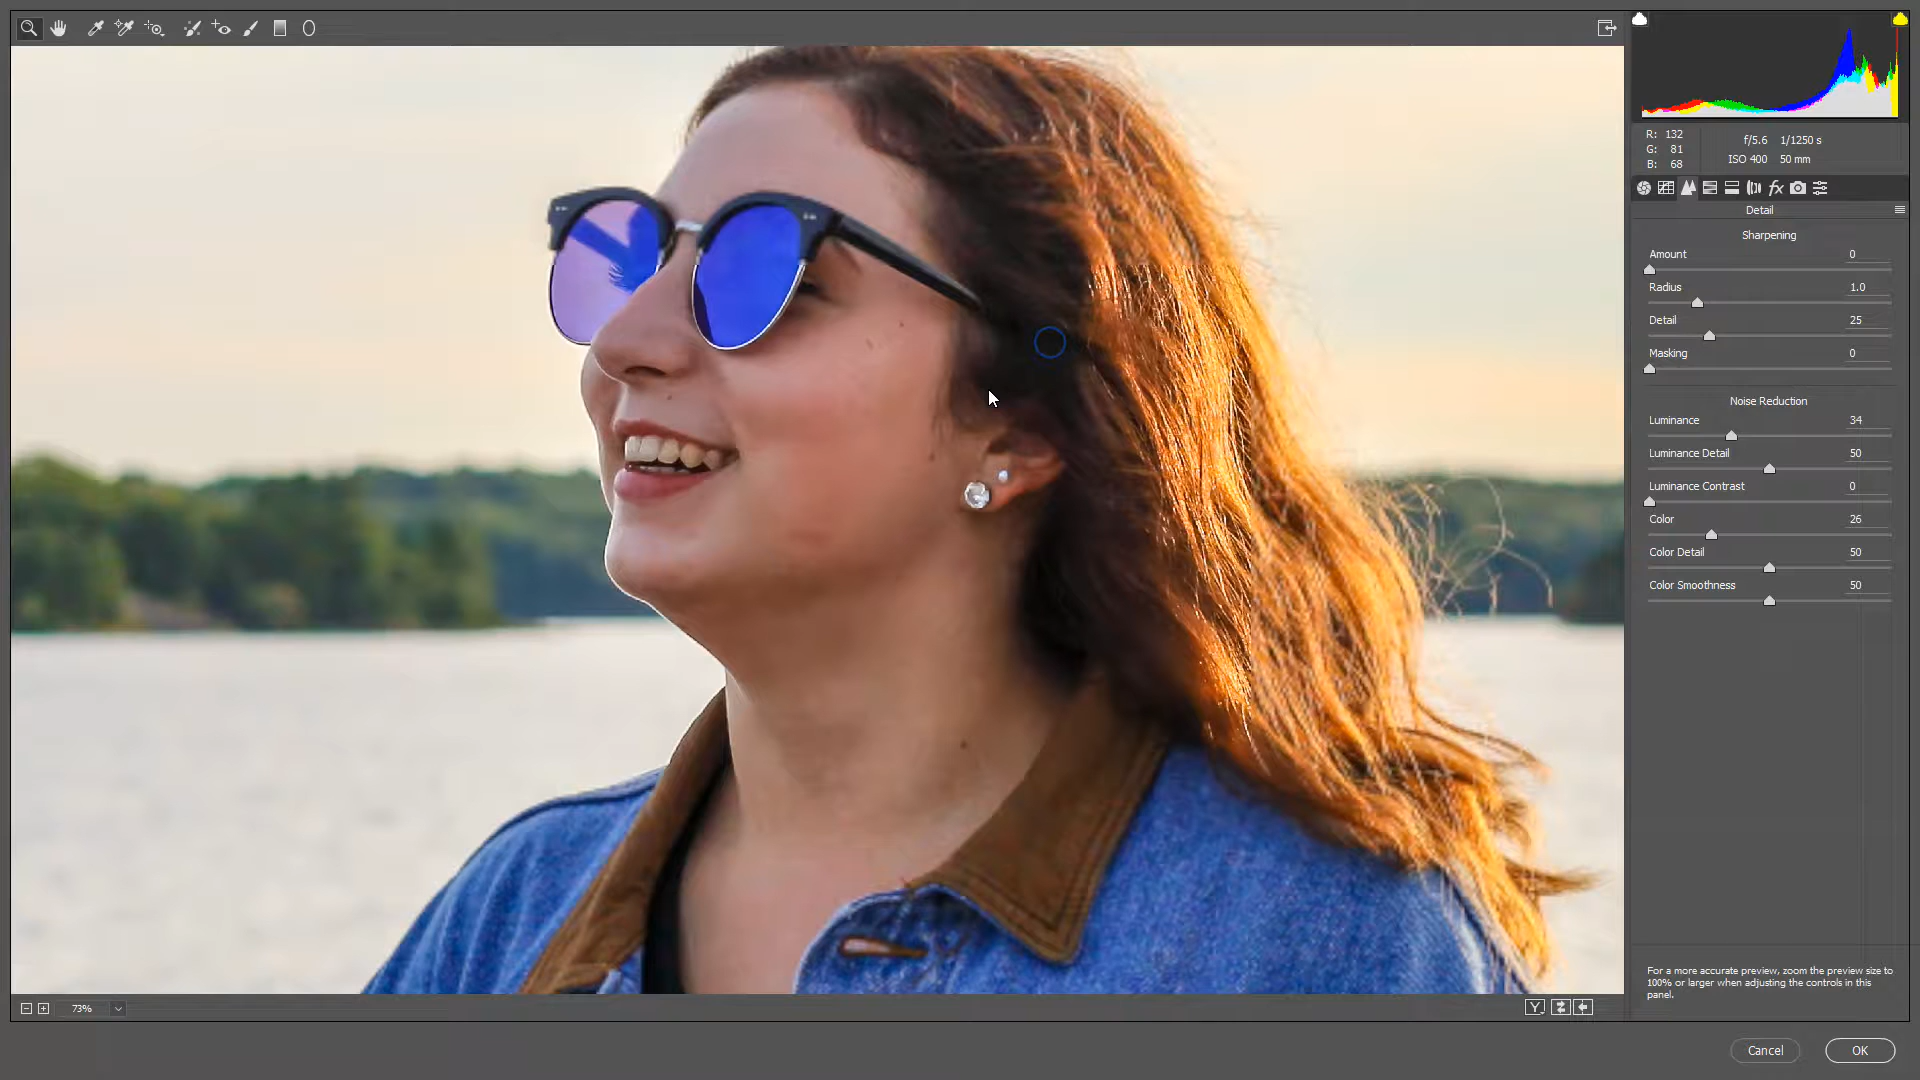 R: 132
G: 81
B: 68
f/5.6 1/1250 s
ISO 400 50 mm
fx
Detail
Sharpening
Amount 0
Radius 1.0
Detail 25
Masking 0
Noise Reduction
Luminance 34
Luminance Detail 50
Luminance Contrast 0
Color 26
Color Detail 50
Color Smoothness 50
For a more accurate preview, zoom the preview size to
100% or larger when adjusting the controls in this
panel.
73%
Y
Cancel OK